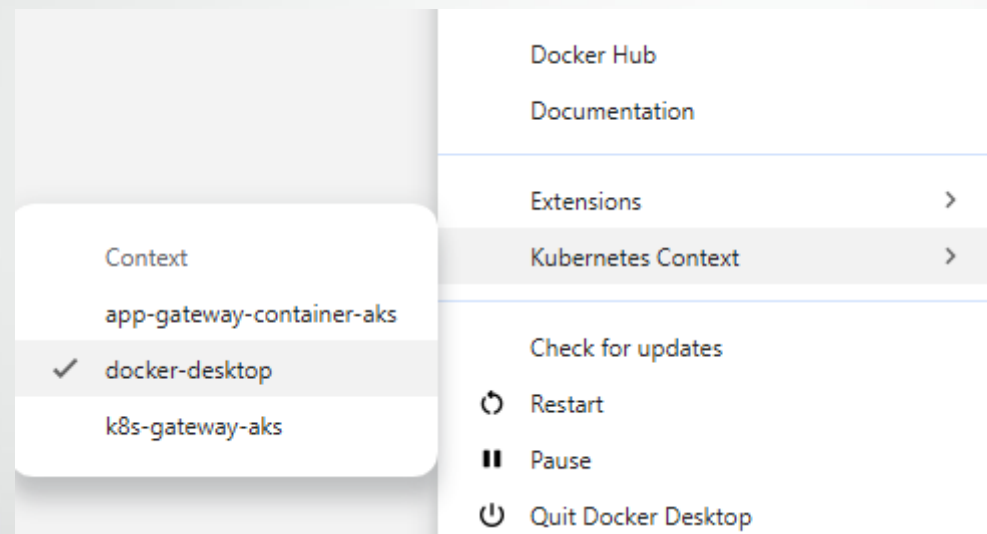 Docker Hub
Documentation
Extensions
Kubernetes Context
Context
app-gateway-container-aks
docker-desktop
k8s-gateway-aks
Check for updates
Restart
Pause
Quit Docker Desktop